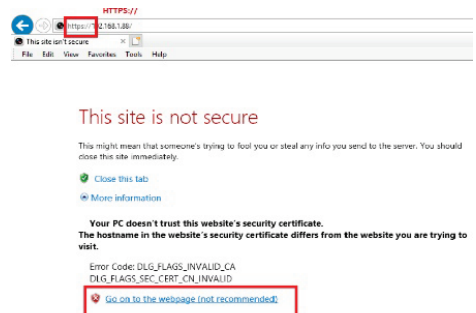 HTTPS://
https://192.168.1.88/
This site isn't secure
File Edit View Favorites Tools Help
This site is not secure
This might mean that someone's trying to fool you or steal any info you send to the server. You should
close this site immediately.
Close this tab
More information
Your PC doesn't trust this website's security certificate.
The hostname in the website's security certificate differs from the website you are trying to
visit.
Error Code: DLG_FLAGS_INVALID_CA
DLG_FLAGS_SEC_CERT_CN_INVALID
Go on to the webpage (not recommended)